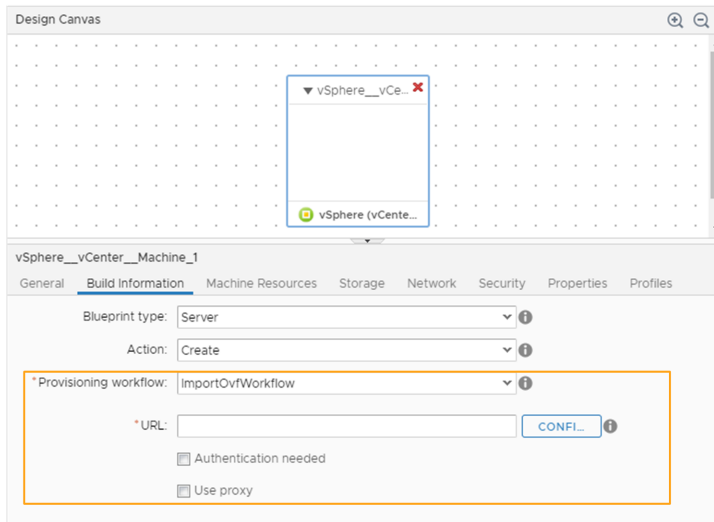 Design Canvas
vSphere__vCe...
vSphere (vCente...
vSphere__vCenter__Machine_1
General Build Information Machine Resources Storage Network Security Properties Profiles
Blueprint type: Server
Action: Create
*Provisioning workflow: ImportOvfWorkflow
*URL: CONFI...
Authentication needed
Use proxy